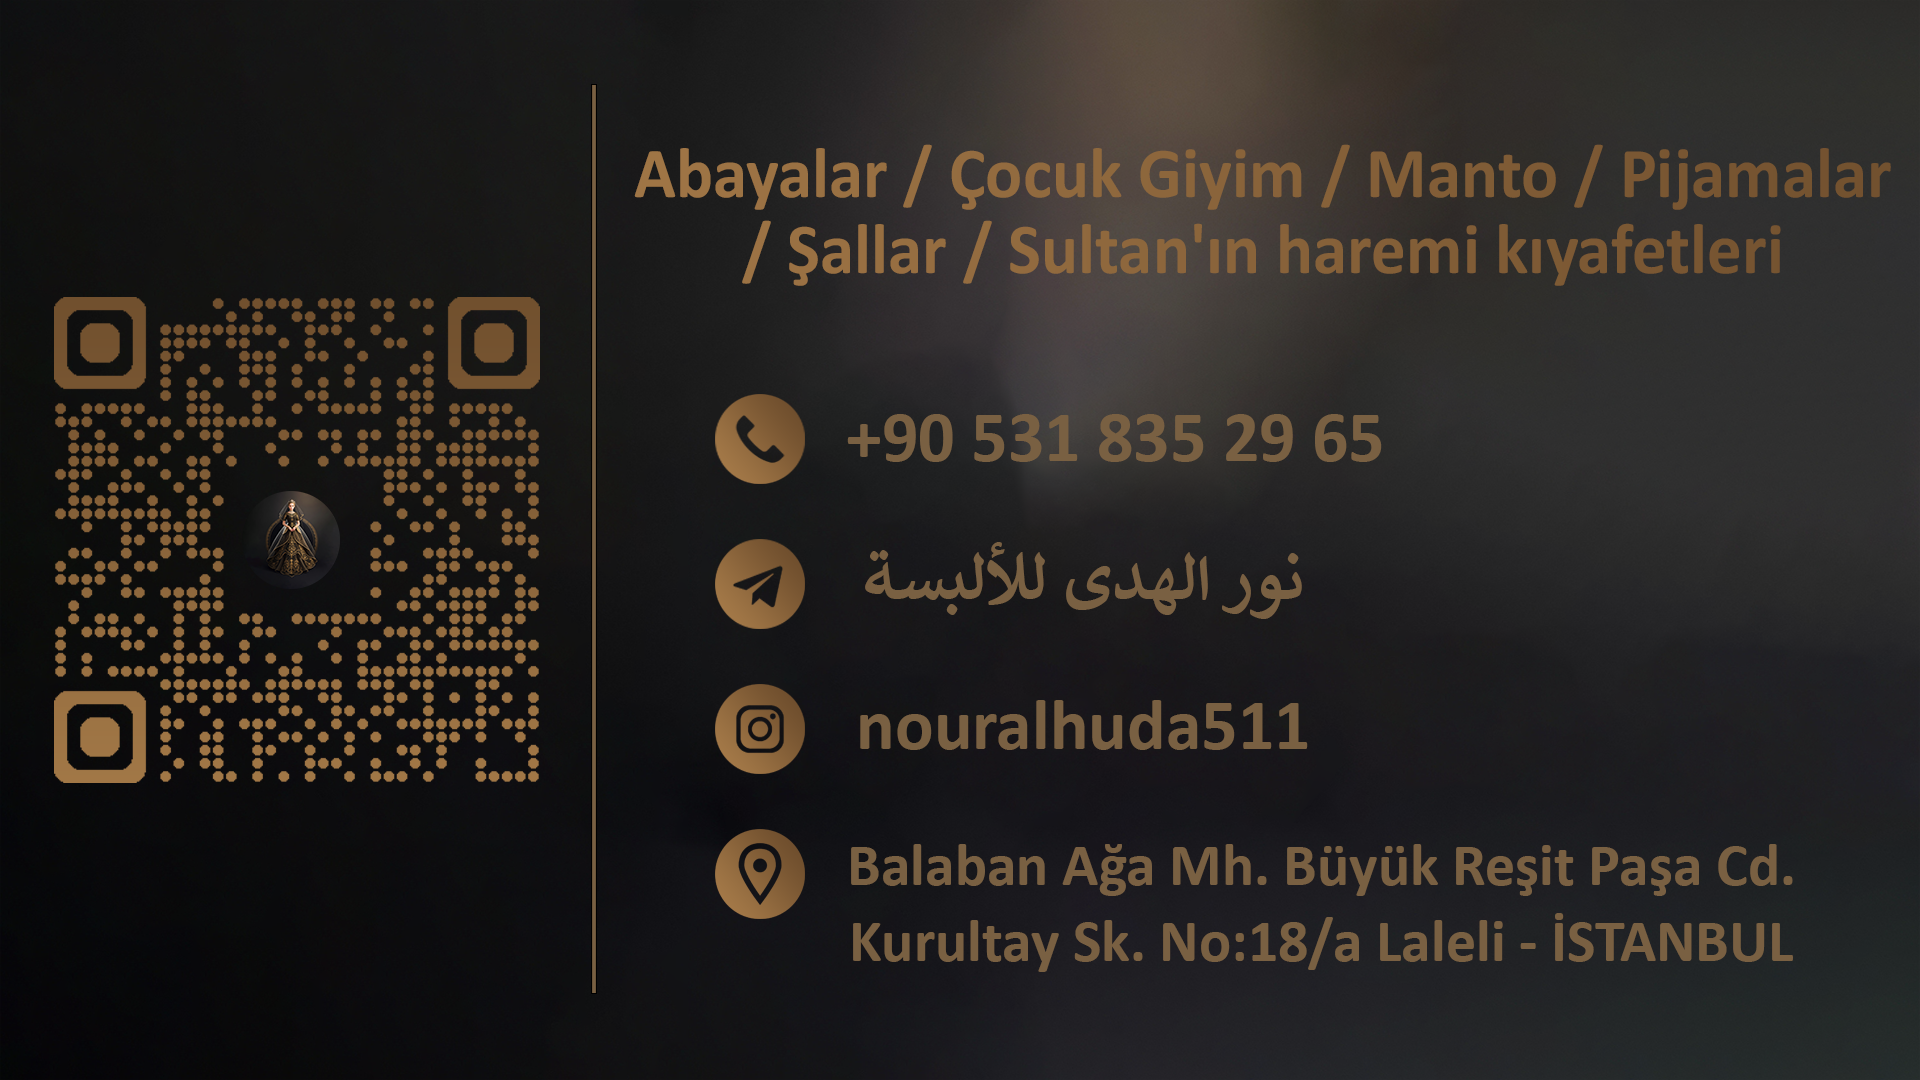 Abayalar / Çocuk Giyim / Manto / Pijamalar
/ Şallar / Sultan'ın haremi kıyafetleri
+90 531 835 29 65
نور الهدى للألبسة
nouralhuda511
Balaban Ağa Mh. Büyük Reşit Paşa Cd.
Kurultay Sk. No:18/a Laleli - İSTANBUL